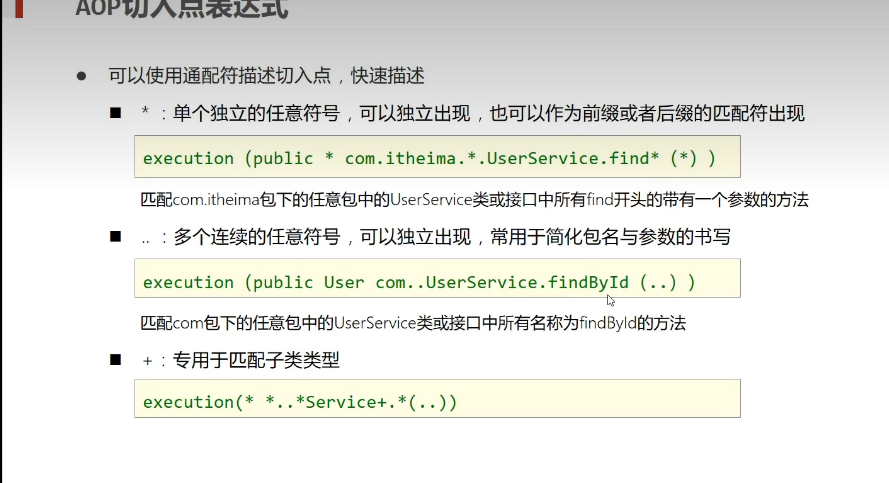 AOP切入点表达式
● 可以使用通配符描述切入点，快速描述
■ * ：单个独立的任意符号，可以独立出现，也可以作为前缀或者后缀的匹配符出现
execution (public * com.itheima.*.UserService.find* (*) )
匹配com.itheima包下的任意包中的UserService类或接口中所有find开头的带有一个参数的方法
■ .. ：多个连续的任意符号，可以独立出现，常用于简化包名与参数的书写
execution (public User com..UserService.findById (..) )
匹配com包下的任意包中的UserService类或接口中所有名称为findById的方法
■ + ：专用于匹配子类类型
execution(* *..*Service+.*(..))